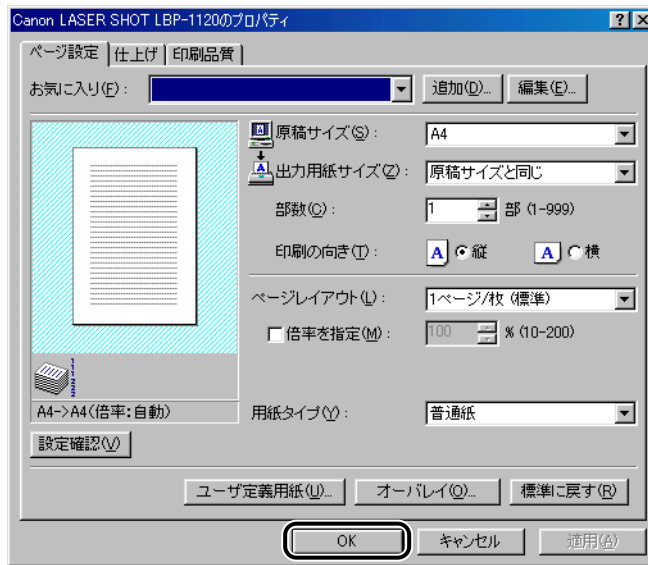 Canon LASER SHOT LBP-1120のプロパティ
ページ設定 仕上げ 印刷品質
お気に入り(F): 追加(D)... 編集(E)...
原稿サイズ(S): A4
出力用紙サイズ(Z): 原稿サイズと同じ
部数(C): 1 部 (1-999)
印刷の向き(T): A 縦 A 横
ページレイアウト(L): 1ページ/枚 (標準)
倍率を指定(M): 100 % (10-200)
A4->A4(倍率:自動)
用紙タイプ(Y): 普通紙
設定確認(V)
ユーザ定義用紙(U)... オーバレイ(O)... 標準に戻す(R)
OK キャンセル 適用(A)